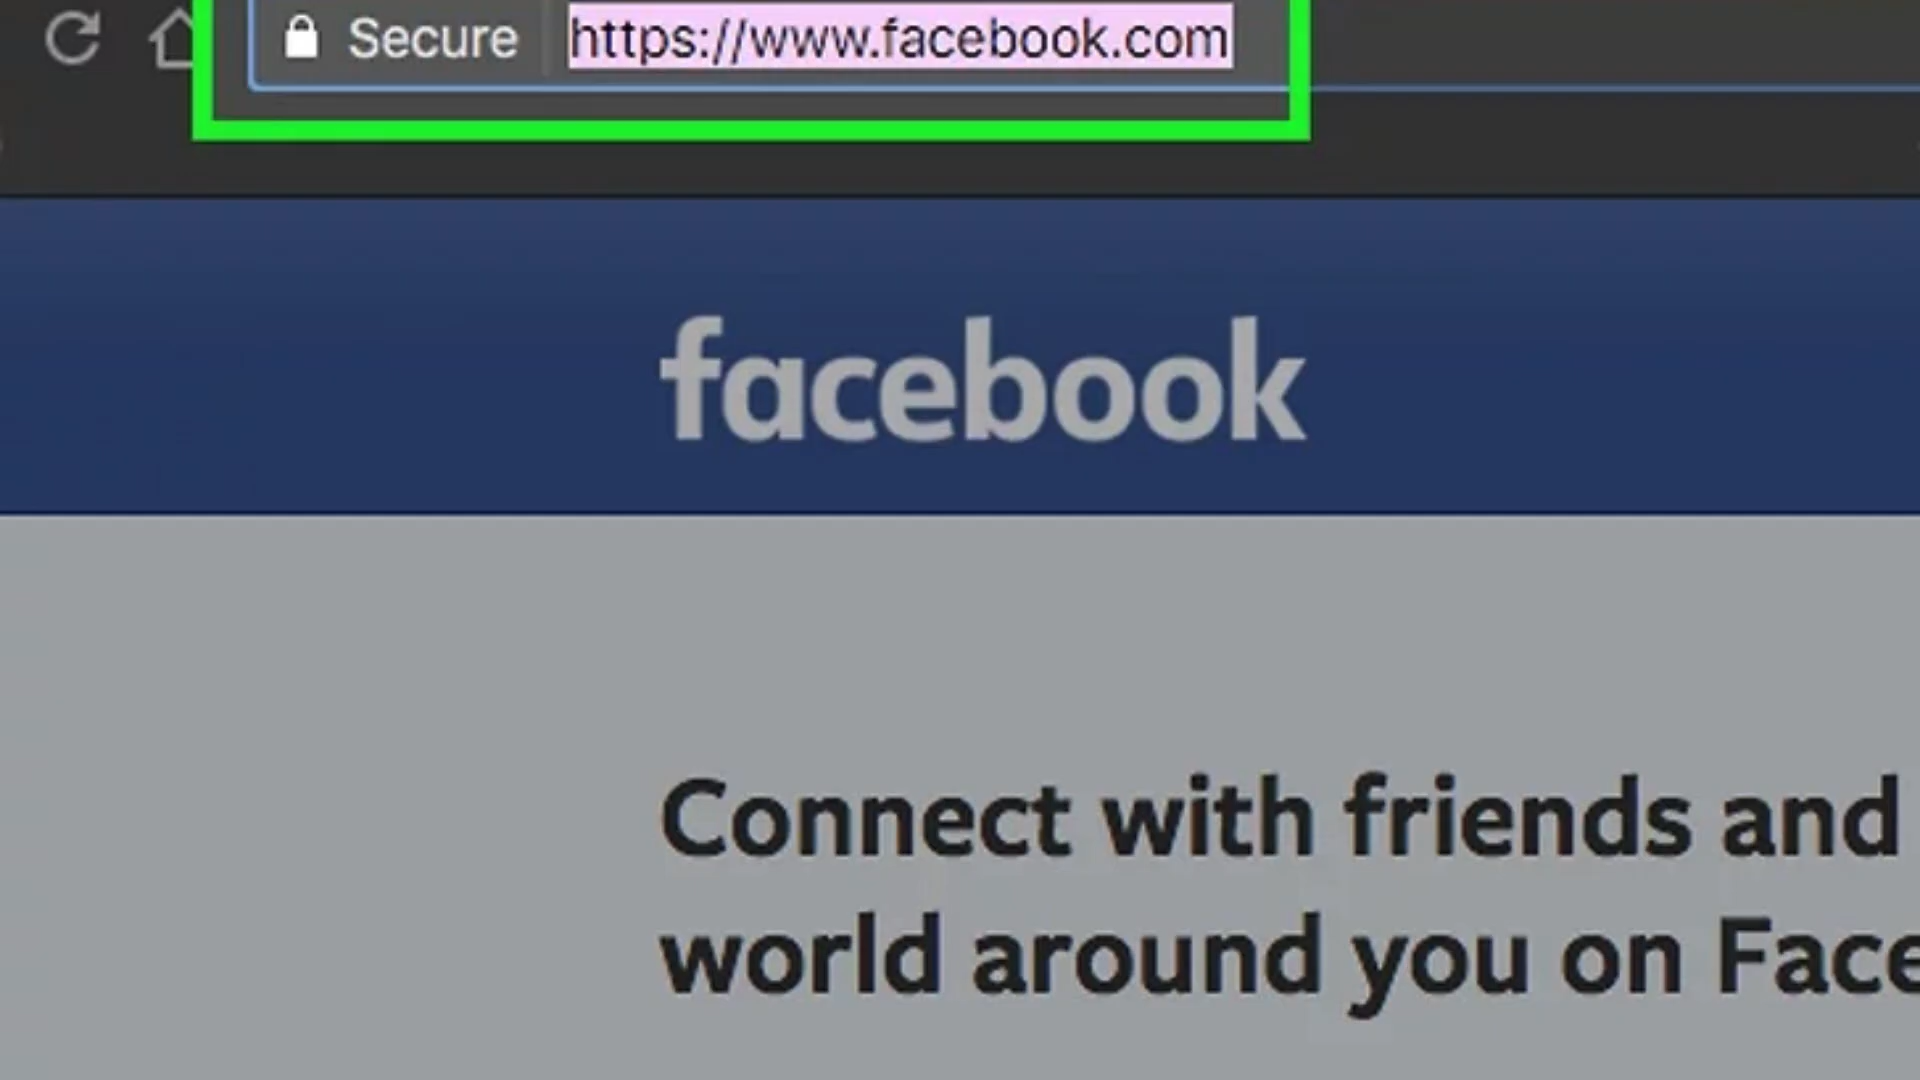 Secure https://www.facebook.com
facebook
Connect with friends and
world around you on Face